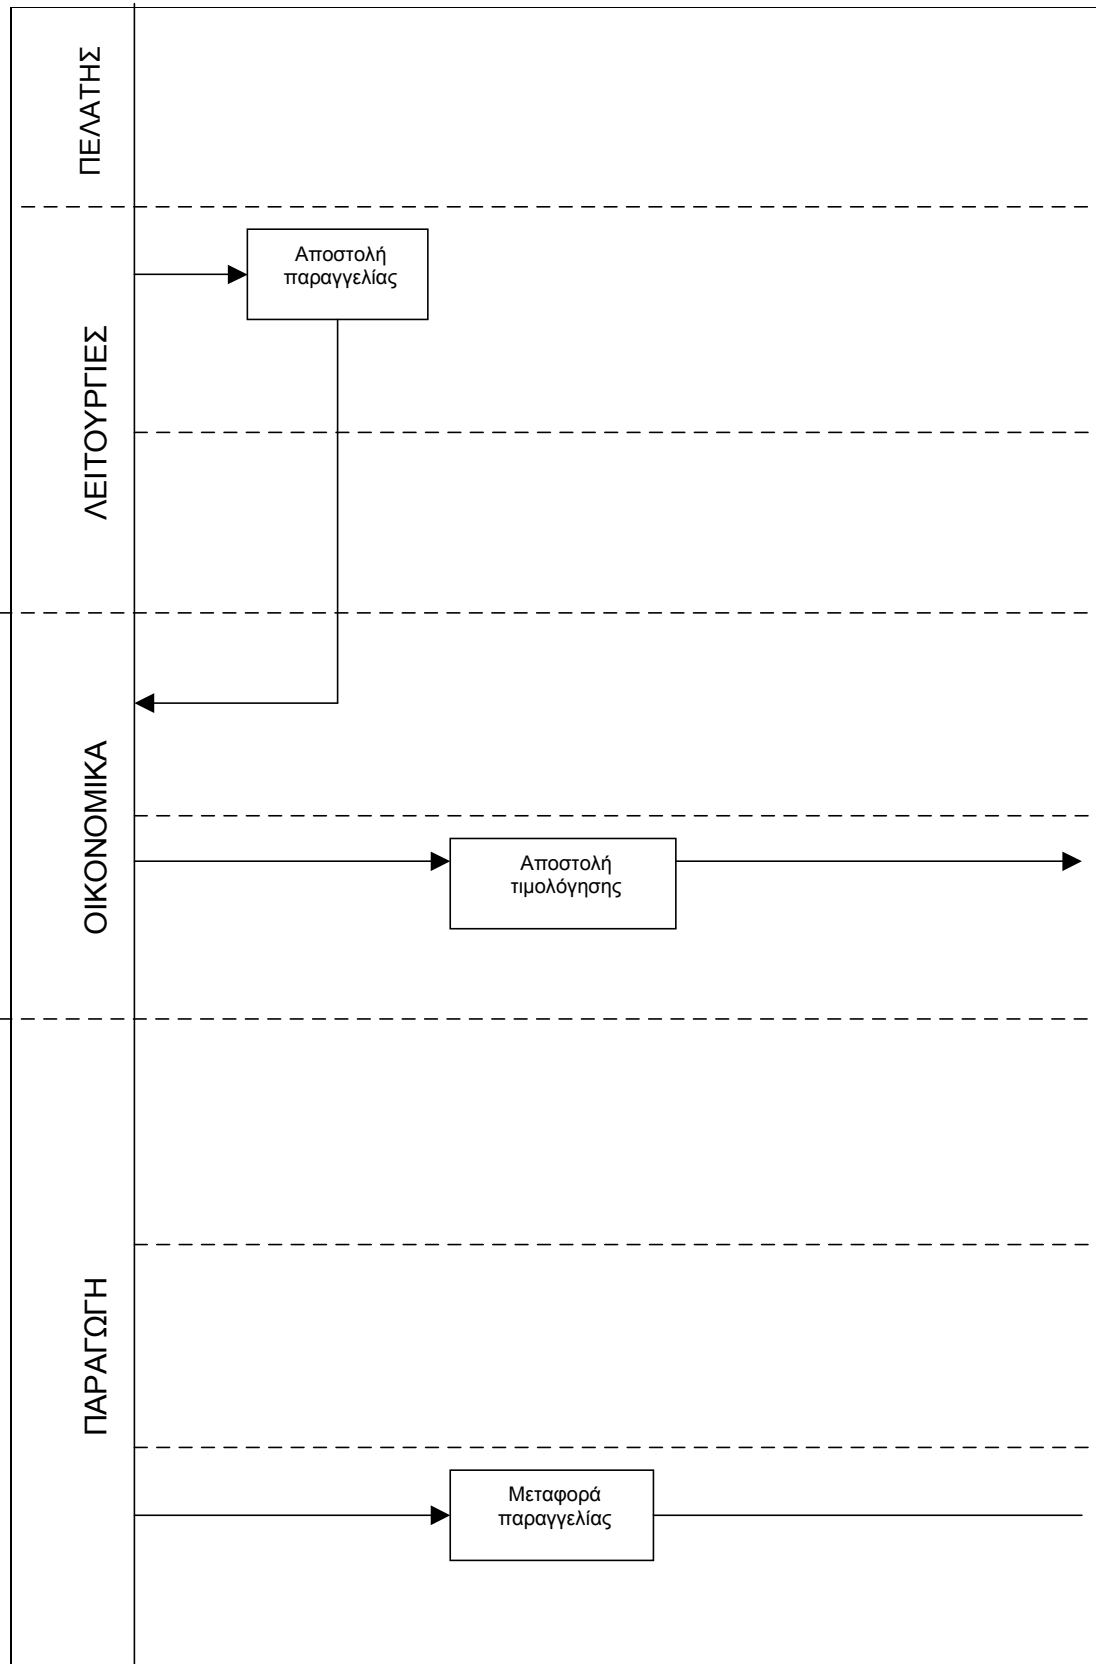 ΠΕΛΑΤΗΣ
Αποστολή
παραγγελίας
ΛΕΙΤΟΥΡΓΙΕΣ
ΟΙΚΟΝΟΜΙΚΑ
Αποστολή
τιμολόγησης
ΠΑΡΑΓΩΓΗ
Μεταφορά
παραγγελίας